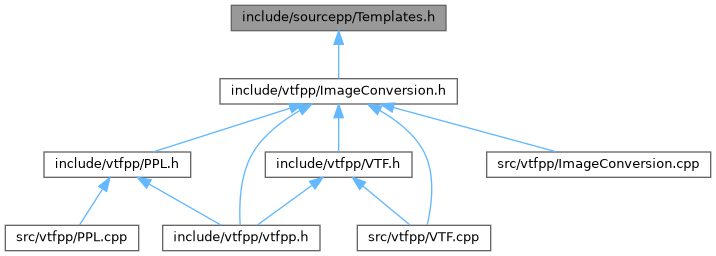 include/sourcepp/Templates.h
include/vtfpp/ImageConversion.h
include/vtfpp/PPL.h
include/vtfpp/VTF.h
src/vtfpp/ImageConversion.cpp
src/vtfpp/PPL.cpp
include/vtfpp/vtfpp.h
src/vtfpp/VTF.cpp